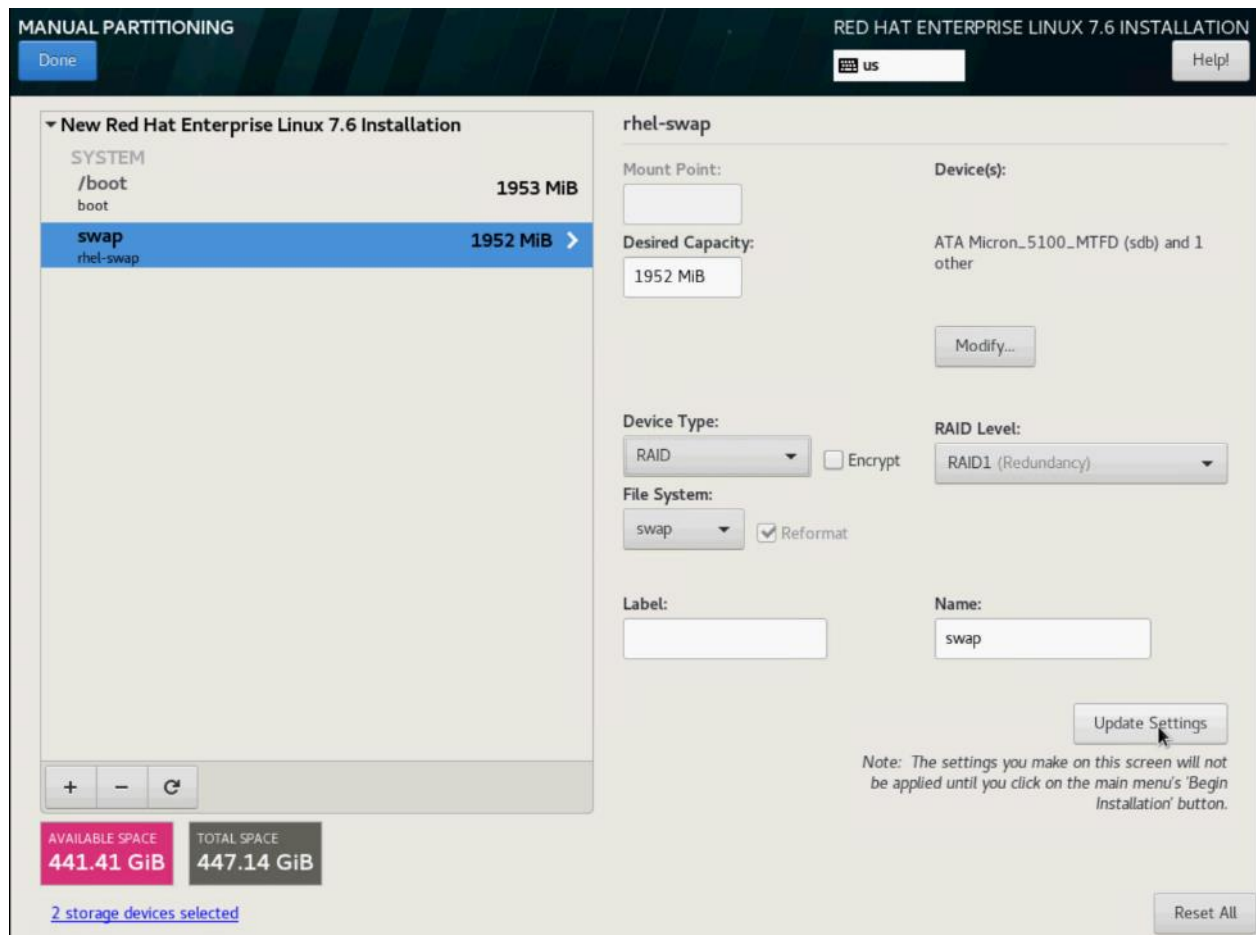 MANUAL PARTITIONING
RED HAT ENTERPRISE LINUX 7.6 INSTALLATION
Done
us
Help!
New Red Hat Enterprise Linux 7.6 Installation
SYSTEM
/boot
1953 MiB
boot
swap
1952 MiB
rhel-swap
rhel-swap
Mount Point:
Device(s):
Desired Capacity:
1952 MiB
ATA Micron_5100_MTFD (sdb) and 1
other
Modify...
Device Type:
RAID Level:
RAID
Encrypt
RAID1 (Redundancy)
File System:
swap
Reformat
Label:
Name:
swap
Update Settings
Note: The settings you make on this screen will not
be applied until you click on the main menu's 'Begin
Installation' button.
+ −
AVAILABLE SPACE
441.41 GiB
TOTAL SPACE
447.14 GiB
2 storage devices selected
Reset All